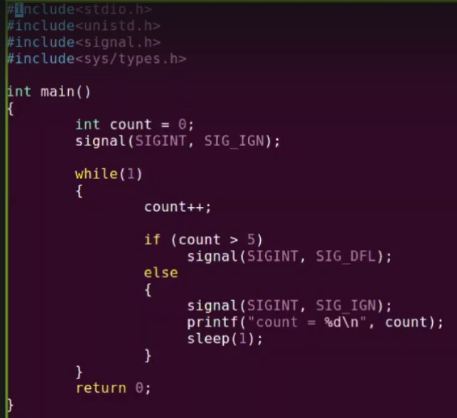 #include<stdio.h>
#include<unistd.h>
#include<signal.h>
#include<sys/types.h>
int main()
{
int count = 0;
signal(SIGINT, SIG_IGN);
while(1)
{
count++;
if (count > 5)
signal(SIGINT, SIG_DFL);
else
{
signal(SIGINT, SIG_IGN);
printf("count = %d\n", count);
sleep(1);
}
}
return 0;
}